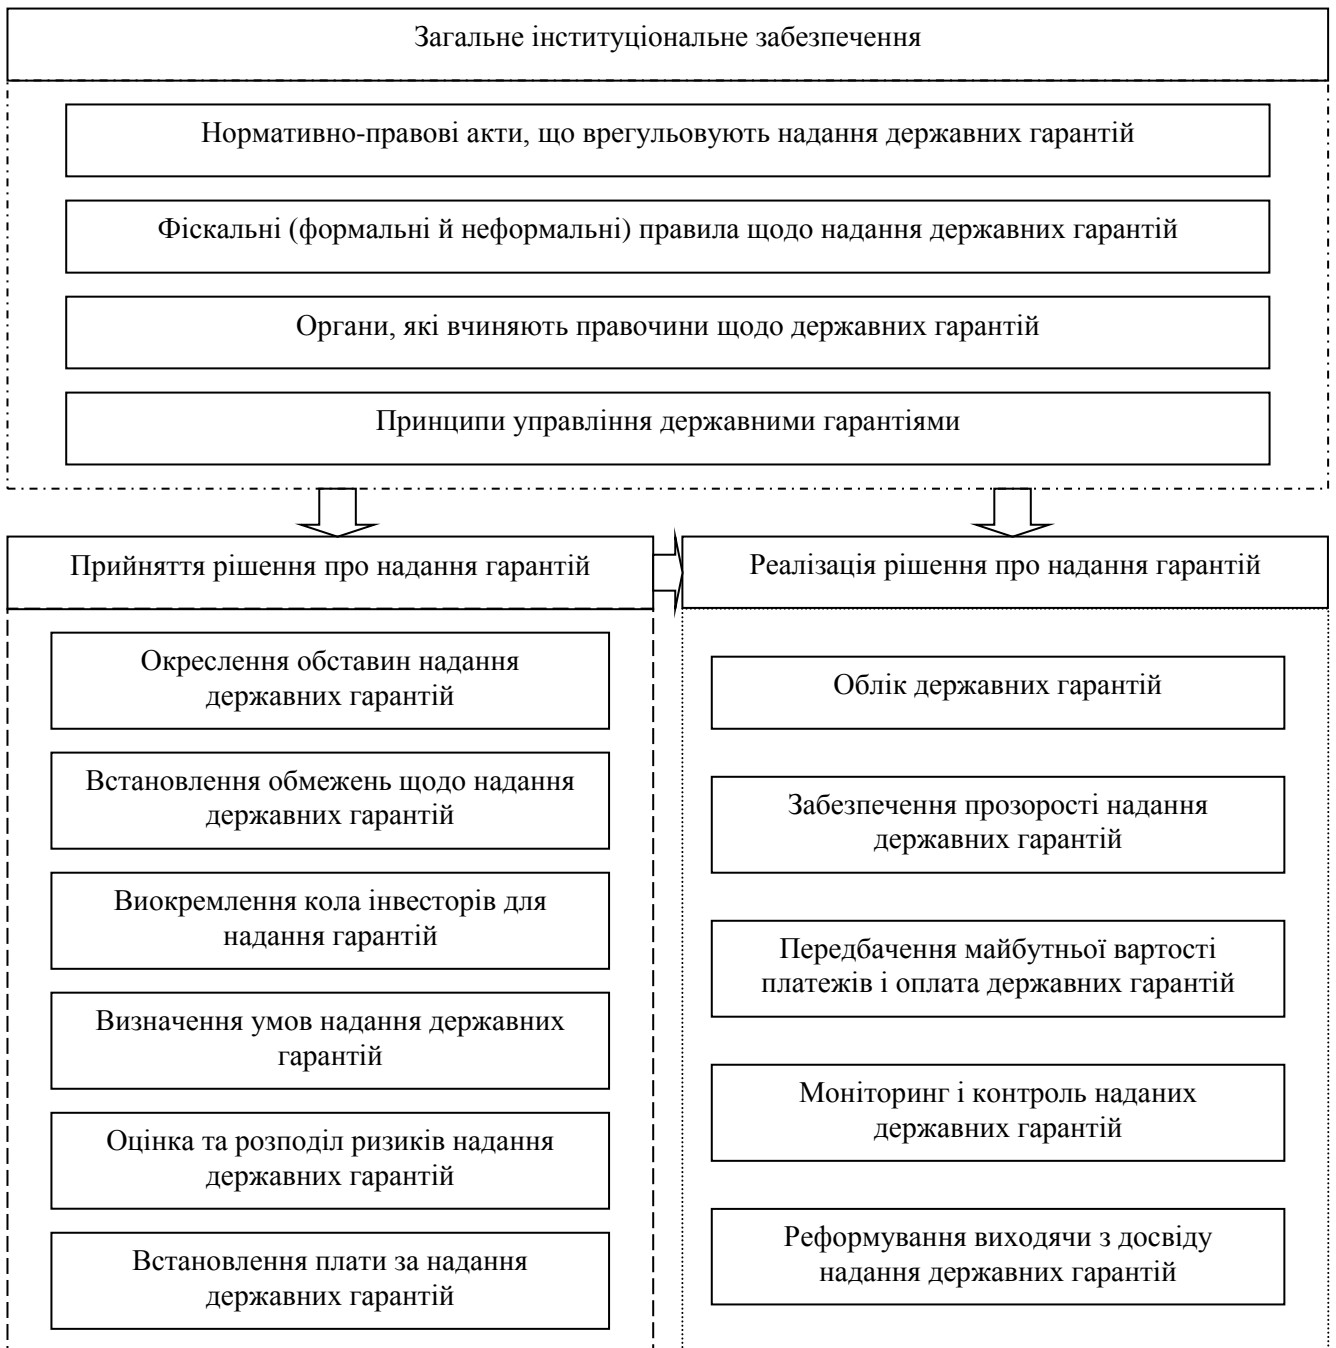 Загальне інституціональне забезпечення
Нормативно-правові акти, що врегульовують надання державних гарантій
Фіскальні (формальні й неформальні) правила щодо надання державних гарантій
Органи, які вчиняють правочини щодо державних гарантій
Принципи управління державними гарантіями
Прийняття рішення про надання гарантій
Окреслення обставин надання
державних гарантій
Встановлення обмежень щодо надання
державних гарантій
Виокремлення кола інвесторів для
надання гарантій
Визначення умов надання державних
гарантій
Оцінка та розподіл ризиків надання
державних гарантій
Встановлення плати за надання
державних гарантій
Реалізація рішення про надання гарантій
Облік державних гарантій
Забезпечення прозорості надання
державних гарантій
Передбачення майбутньої вартості
платежів і оплата державних гарантій
Моніторинг і контроль наданих
державних гарантій
Реформування виходячи з досвіду
надання державних гарантій